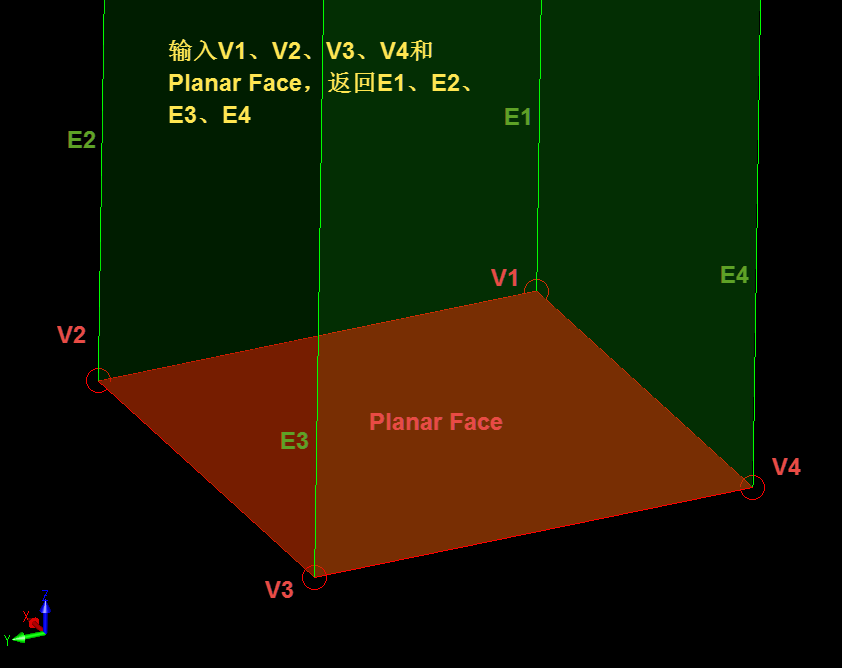 输入V1、V2、V3、V4和
Planar Face，返回E1、E2、
E3、E4
E1
E2
V1
E4
V2
Planar Face
E3
V4
V3
Z
X
Y